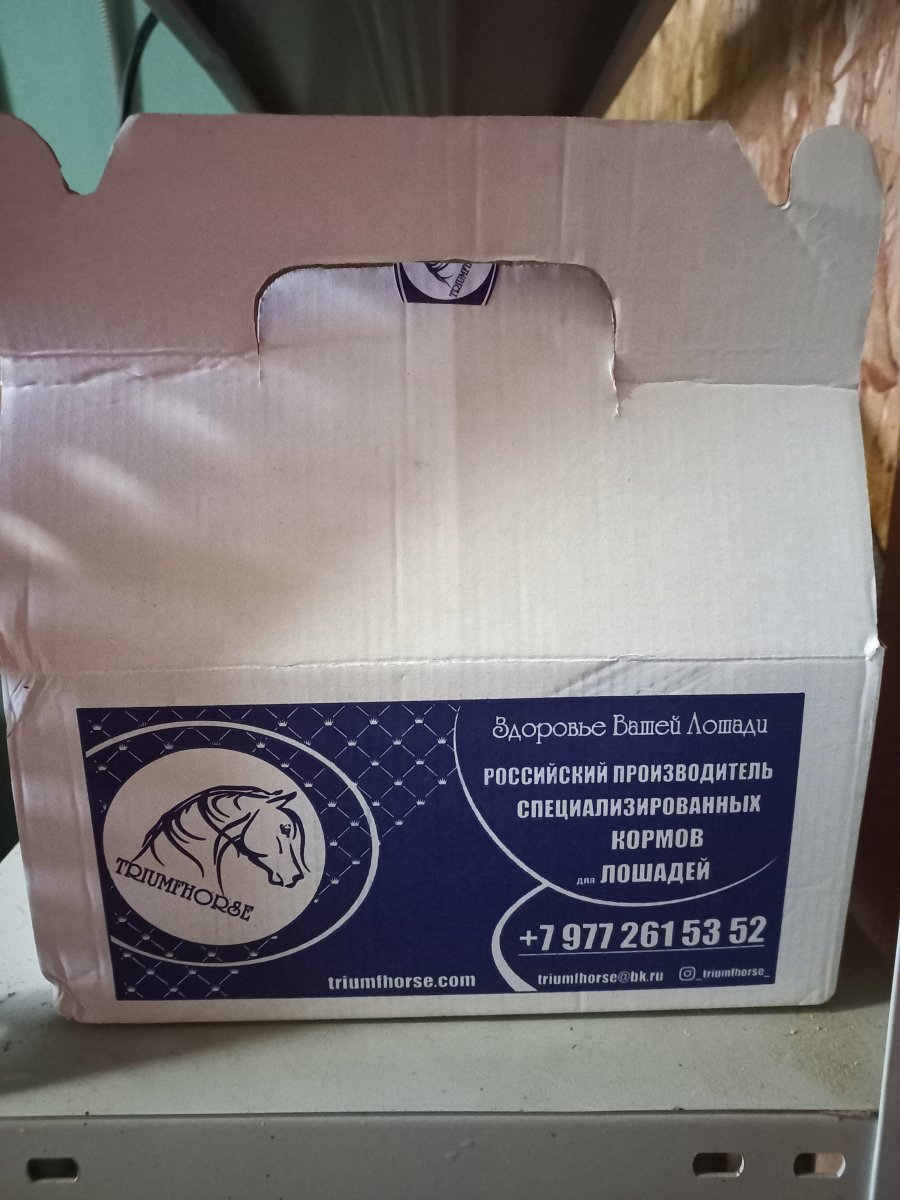 TRIUMF
TRIUMFHORSE
Здоровье Вашей Лошади
РОССИЙСКИЙ ПРОИЗВОДИТЕЛЬ
СПЕЦИАЛИЗИРОВАННЫХ
КОРМОВ
для ЛОШАДЕЙ
+7 977 261 53 52
triumfhorse.com
triumfhorse@bk.ru
_triumfhorse_